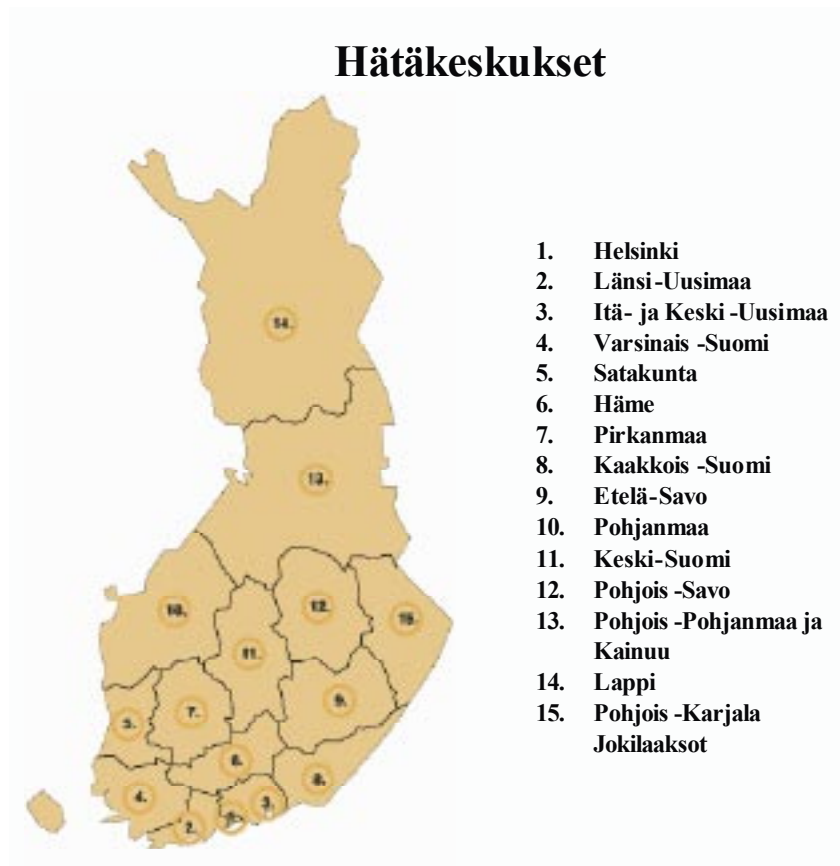 Hätäkeskukset
14.
13.
10.
12.
15.
11.
9.
7.
5.
6.
8.
4.
3.
2.
1. Helsinki
2. Länsi-Uusimaa
3. Itä- ja Keski-Uusimaa
4. Varsinais-Suomi
5. Satakunta
6. Häme
7. Pirkanmaa
8. Kaakkois-Suomi
9. Etelä-Savo
10. Pohjanmaa
11. Keski-Suomi
12. Pohjois-Savo
13. Pohjois-Pohjanmaa ja
Kainuu
14. Lappi
15. Pohjois-Karjala
Jokilaaksot